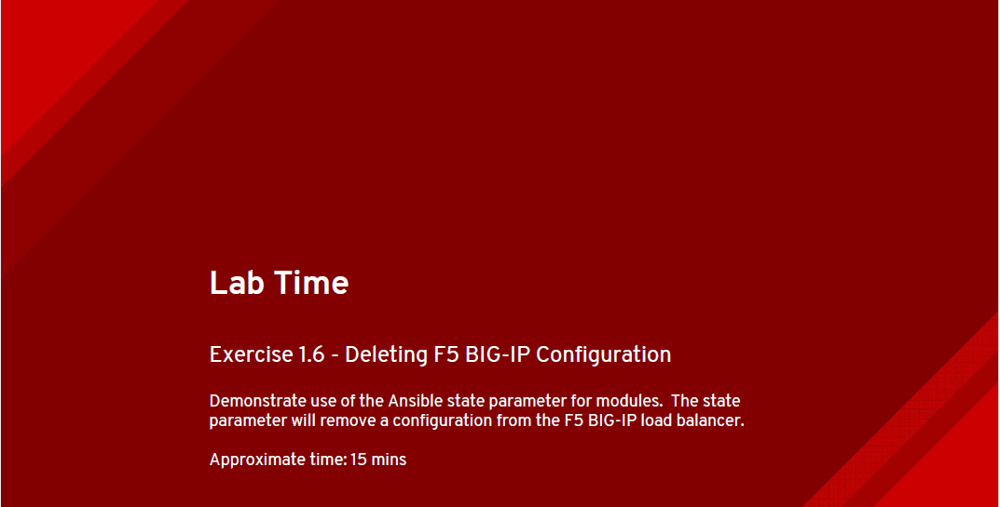 Lab Time
Exercise 1.6 - Deleting F5 BIG-IP Configuration
Demonstrate use of the Ansible state parameter for modules.  The state
parameter will remove a configuration from the F5 BIG-IP load balancer.
Approximate time: 15 mins